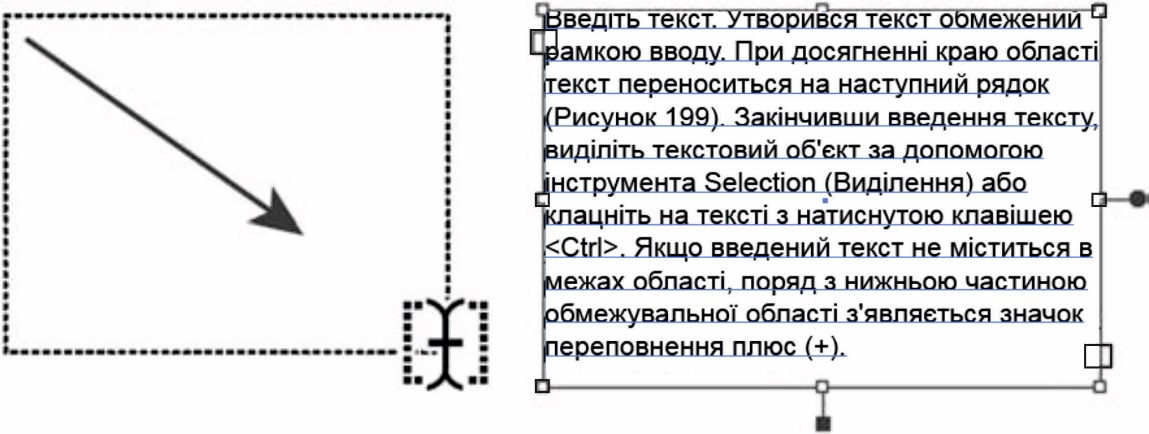 Введіть текст. Утворився текст обмежений
рамкою вводу. При досягненні краю області
текст переноситься на наступний рядок
(Рисунок 199). Закінчивши введення тексту,
виділіть текстовий об'єкт за допомогою
інструмента Selection (Виділення) або
клацніть на тексті з натиснутою клавішею
<Ctrl>. Якщо введений текст не міститься в
межах області, поряд з нижньою частиною
обмежувальної області з'являється значок
переповнення плюс (+).